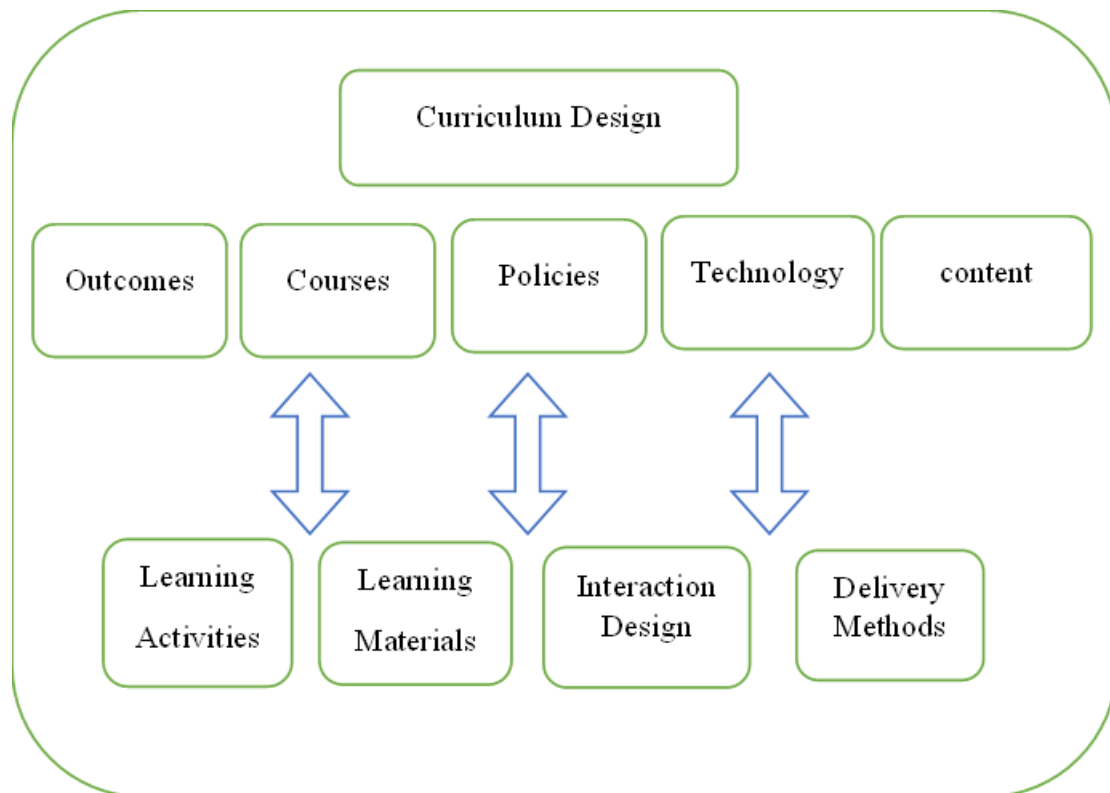 Curriculum Design
Outcomes
Courses
Policies
Technology
content
Learning
Activities
Learning
Materials
Interaction
Design
Delivery
Methods